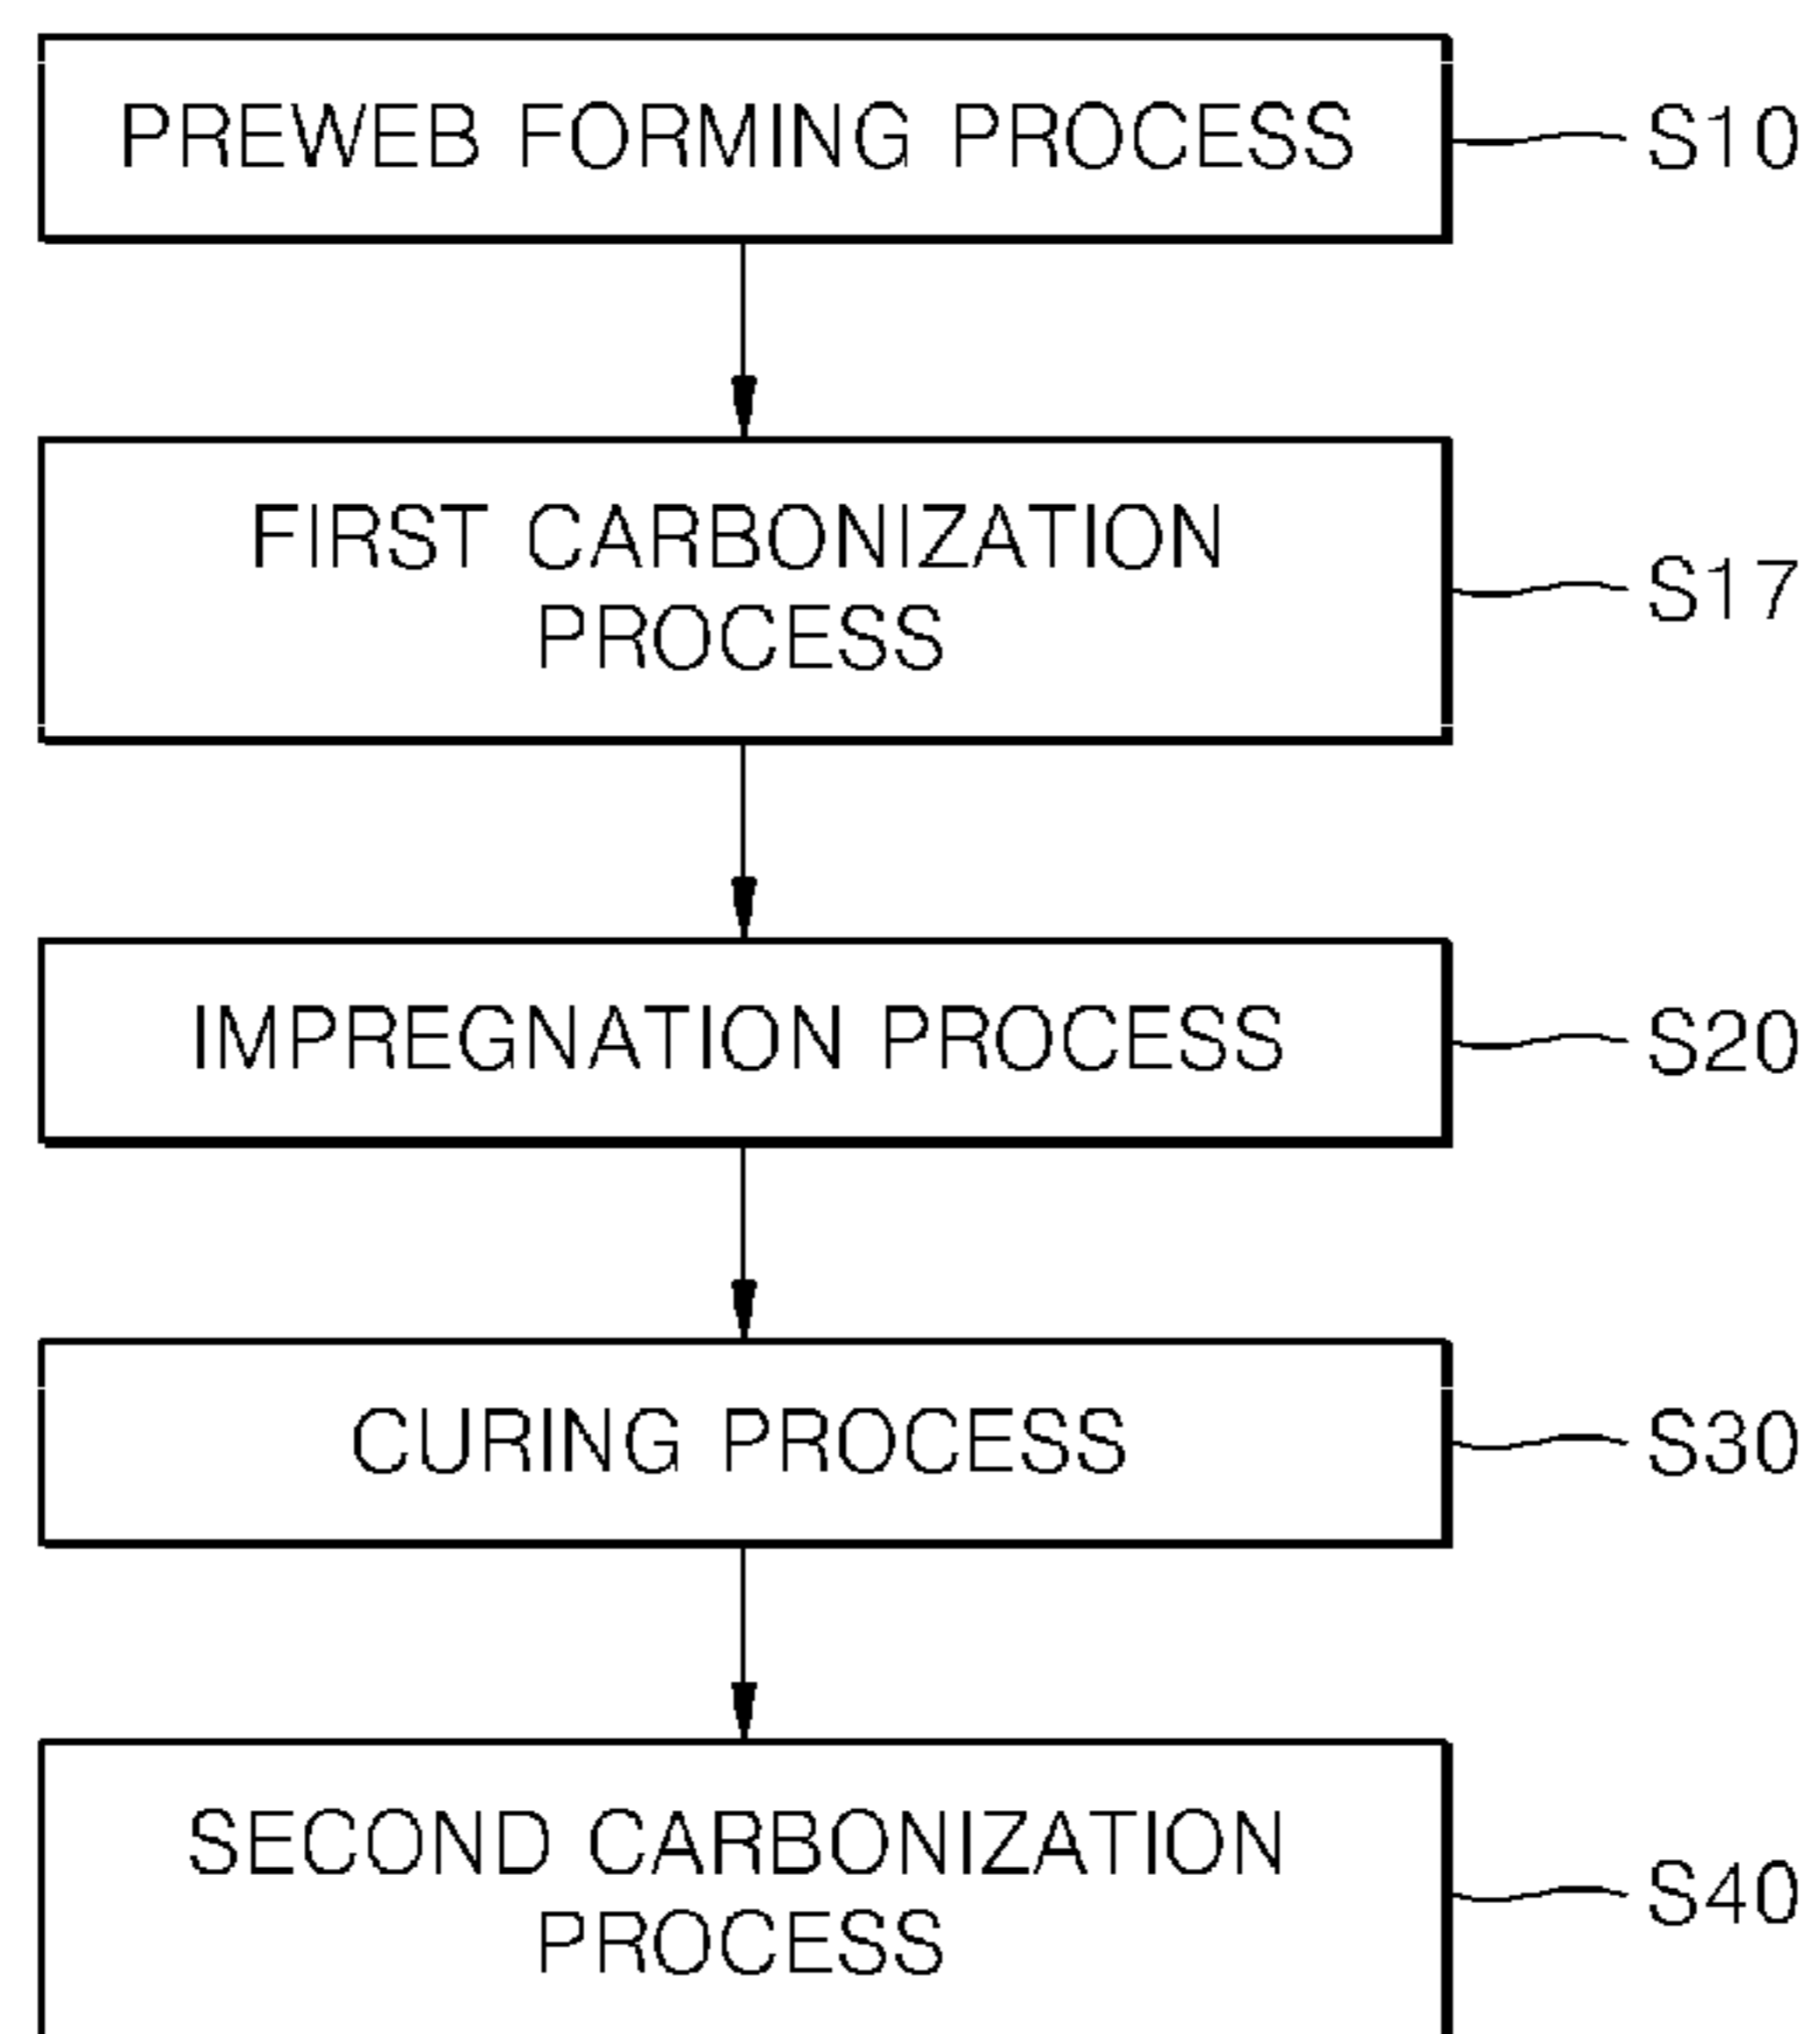 PREWEB FORMING PROCESS
S10
FIRST CARBONIZATION
PROCESS
S17
IMPREGNATION PROCESS
S20
CURING PROCESS
S30
SECOND CARBONIZATION
PROCESS
S40